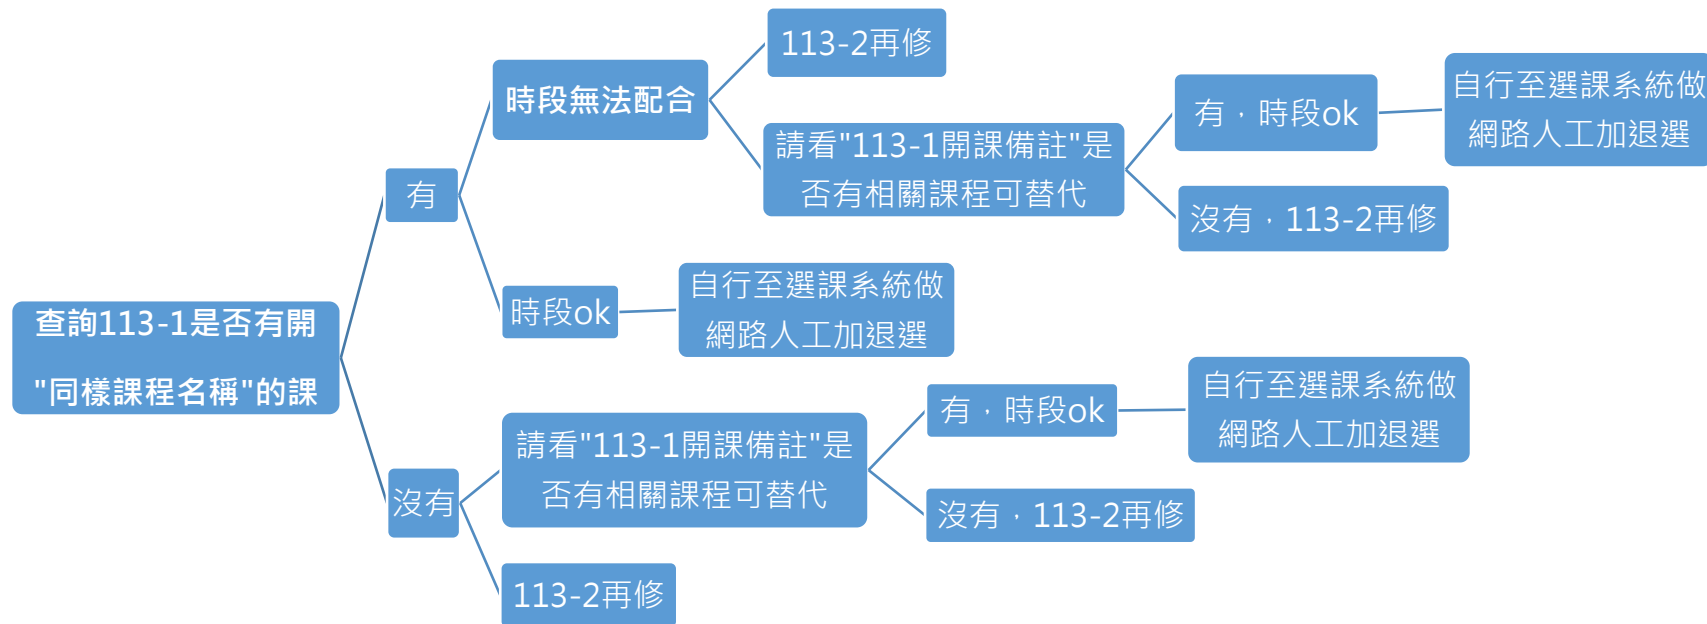 查詢113-1是否有開
"同樣課程名稱"的課
有
時段無法配合
113-2再修
請看"113-1開課備註"是
否有相關課程可替代
有，時段ok
自行至選課系統做
網路人工加退選
沒有，113-2再修
時段ok
自行至選課系統做
網路人工加退選
沒有
請看"113-1開課備註"是
否有相關課程可替代
有，時段ok
自行至選課系統做
網路人工加退選
沒有，113-2再修
113-2再修